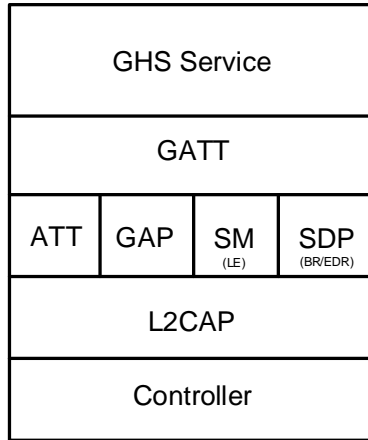 GHS Service
GATT
ATT GAP SM SDP
(LE) (BR/EDR)
L2CAP
Controller